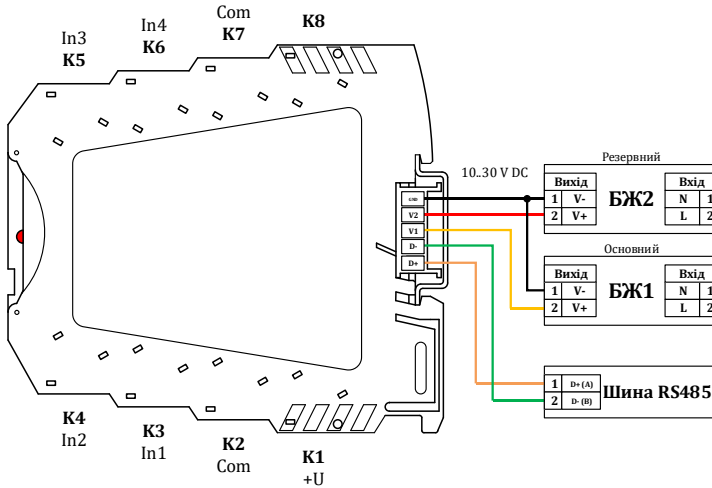 In3
K5
In4
K6
Com
K7
K8
10..30 V DC
GND
V2
V1
D-
D+
Резервний
Вихід
1 V-
2 V+
БЖ2
Вхід
N 1
L 2
Основний
Вихід
1 V-
2 V+
БЖ1
Вхід
N 1
L 2
1 D+ (A)
2 D- (B)
Шина RS485
K4
In2
K3
In1
K2
Com
K1
+U